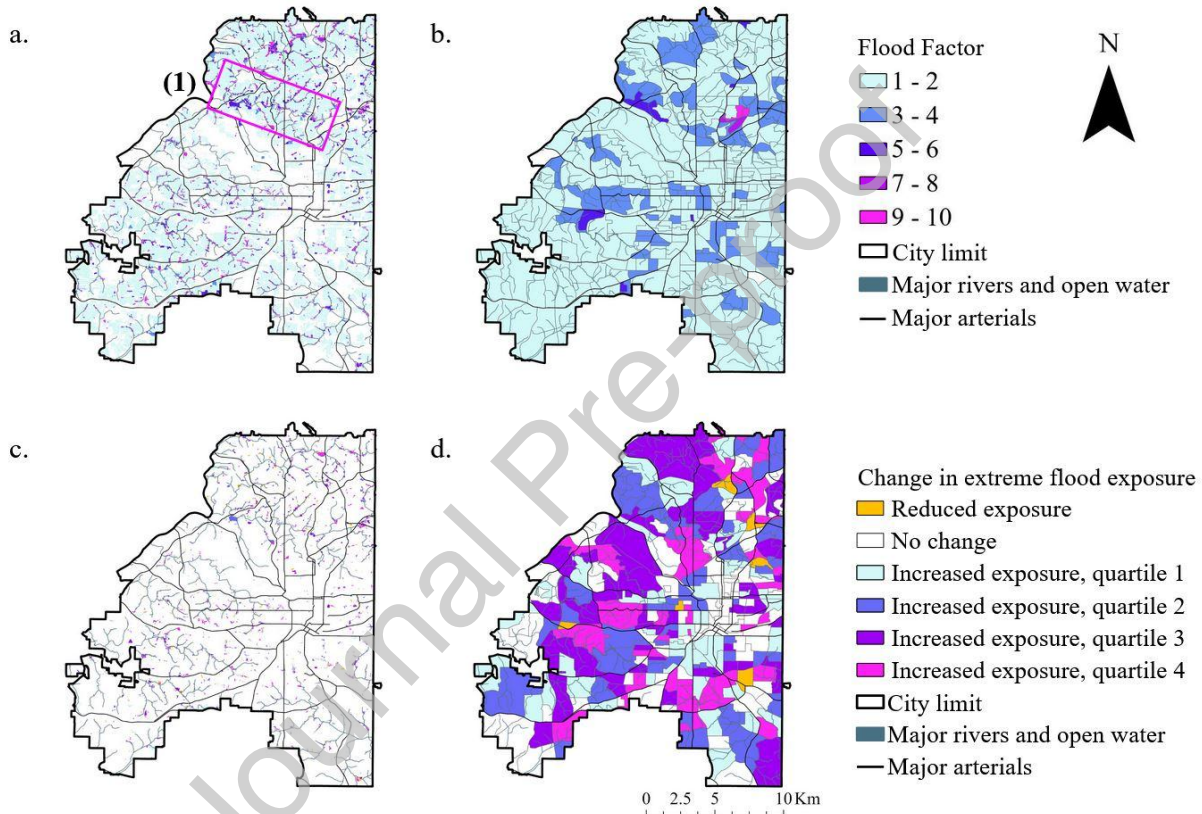 a.
(1)
b.
Flood Factor
1 - 2
3 - 4
5 - 6
7 - 8
9 - 10
City limit
Major rivers and open water
Major arterials
N
c.
d.
Change in extreme flood exposure
Reduced exposure
No change
Increased exposure, quartile 1
Increased exposure, quartile 2
Increased exposure, quartile 3
Increased exposure, quartile 4
City limit
Major rivers and open water
Major arterials
0 2.5 5 10 Km
Journal Pre-proof